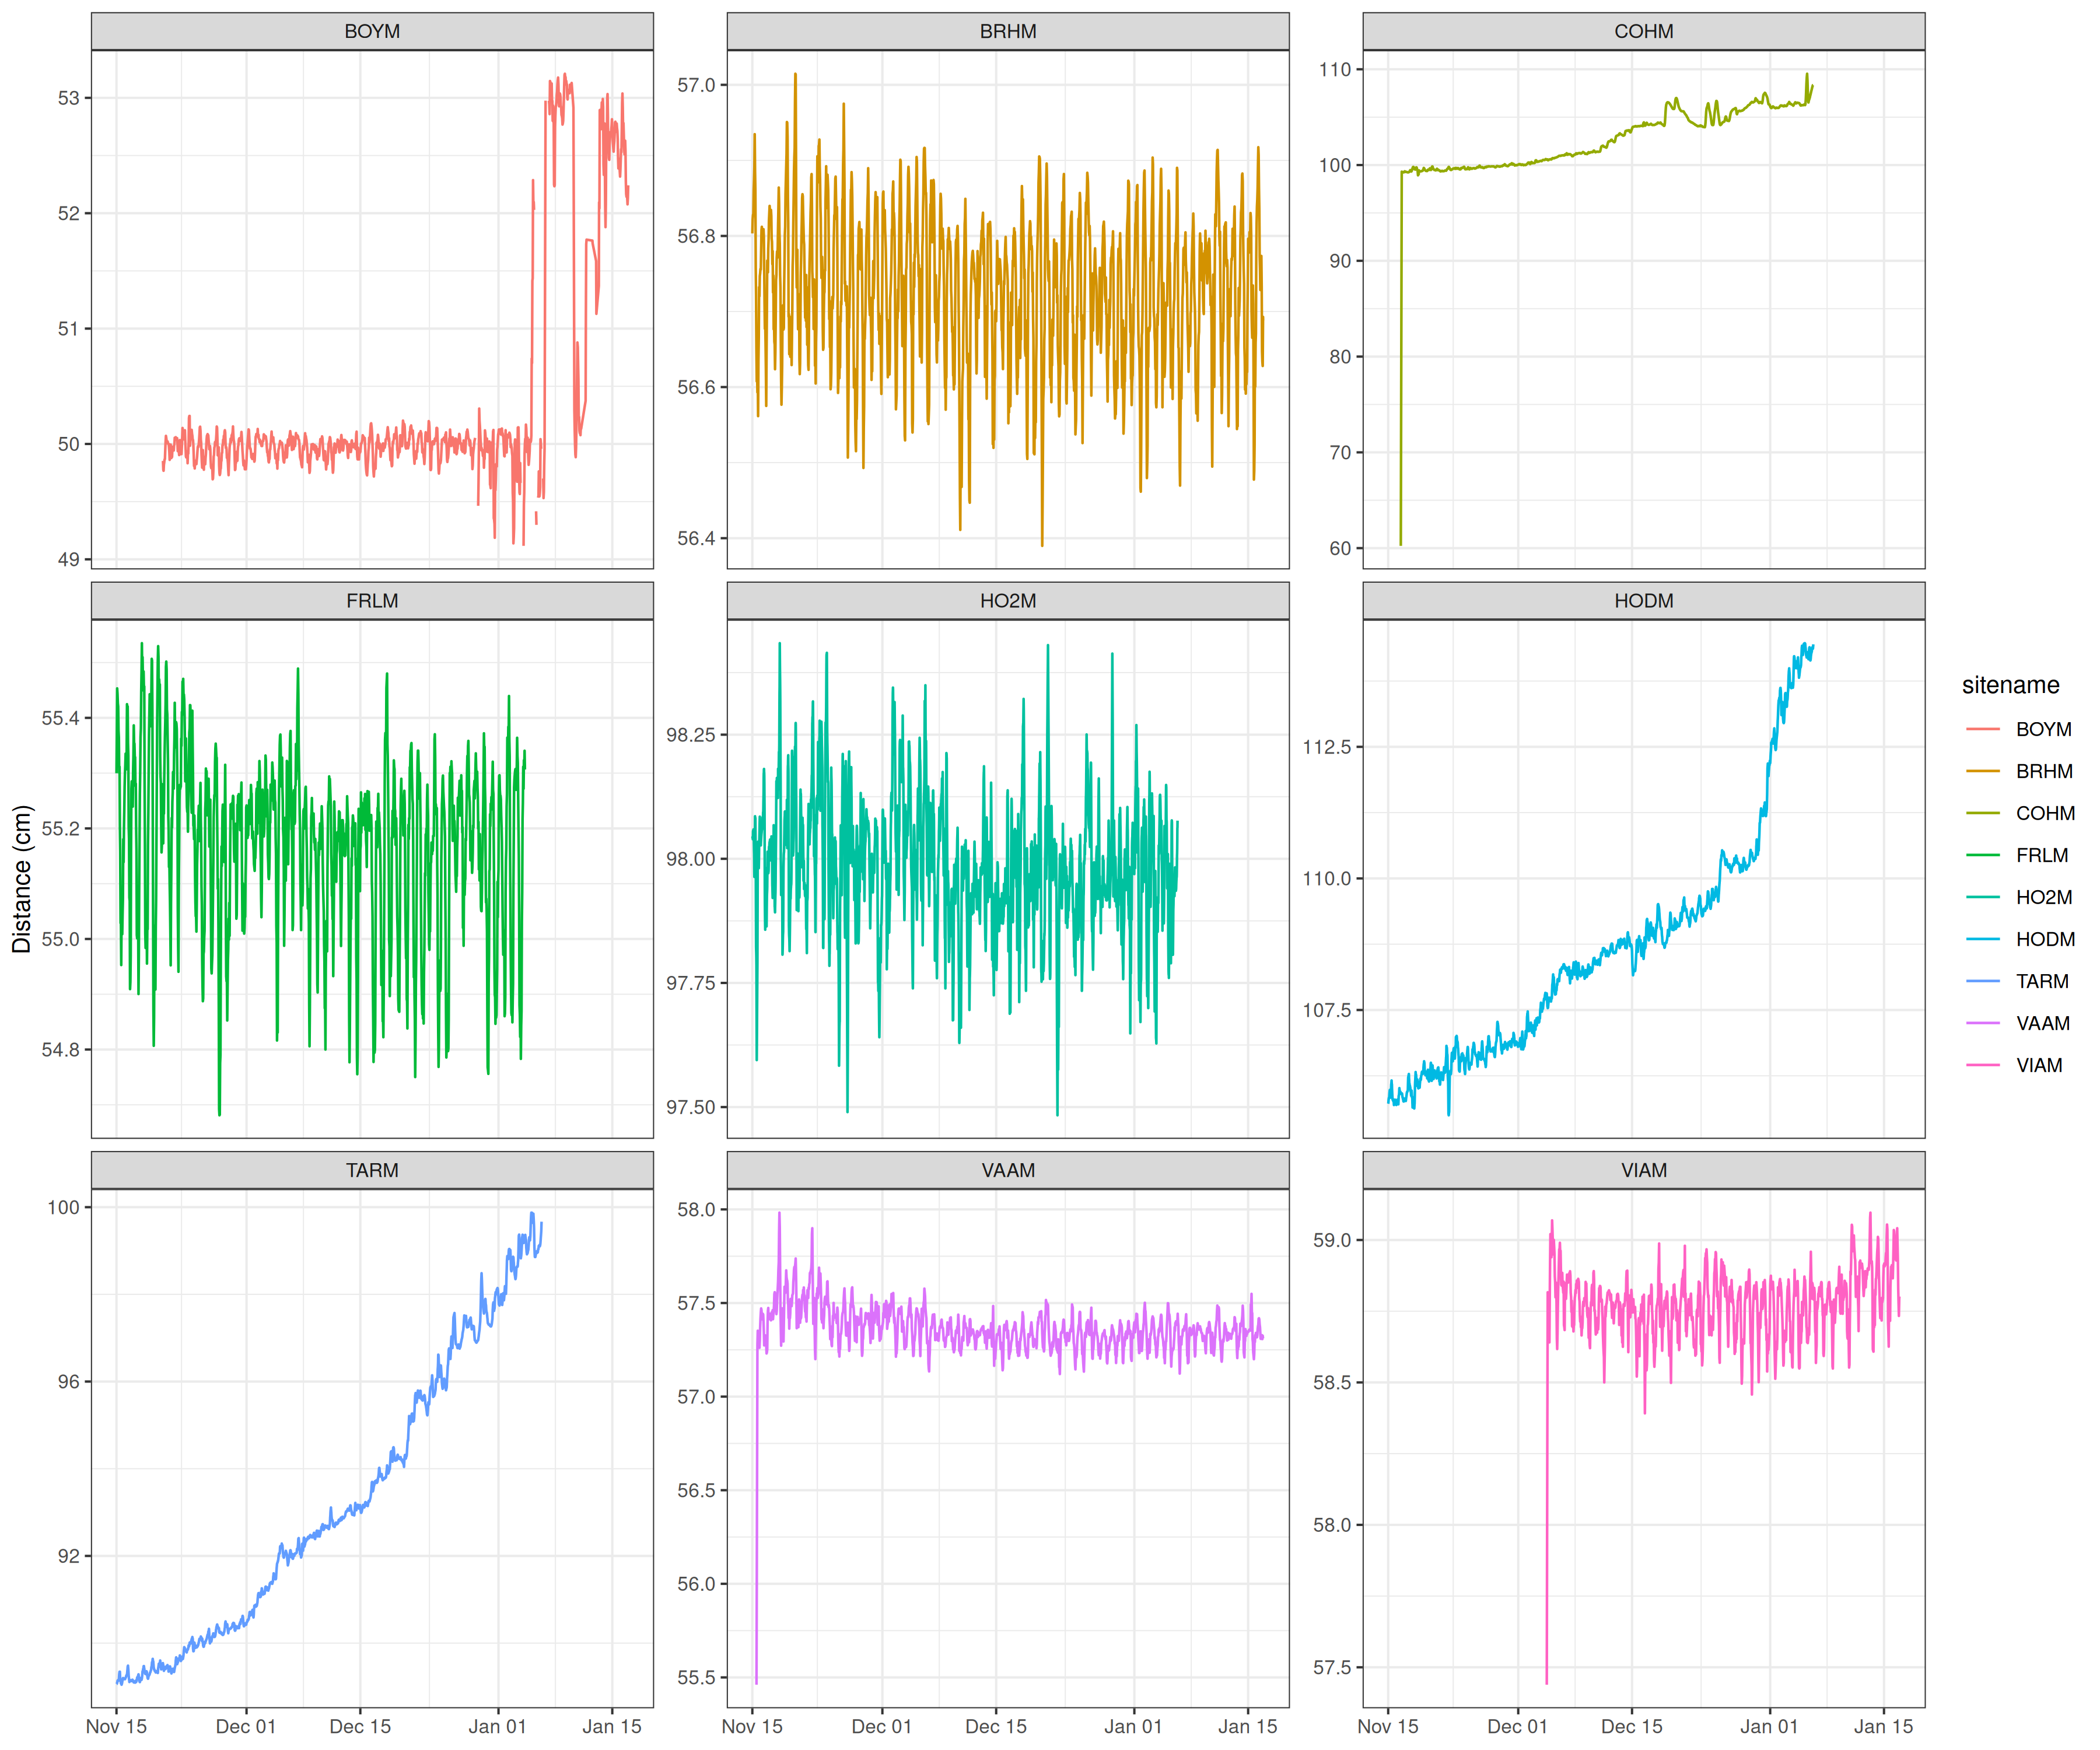 BOYM
BRHM
COHM
53
52
51
50
49
57.0
56.8
56.6
56.4
110
100
90
80
70
60
FRLM
HO2M
HODM
55.4
55.2
55.0
54.8
98.25
98.00
97.75
97.50
112.5
110.0
107.5
TARM
VAAM
VIAM
100
96
92
58.0
57.5
57.0
56.5
56.0
55.5
59.0
58.5
58.0
57.5
Nov 15 Dec 01 Dec 15 Jan 01 Jan 15
Nov 15 Dec 01 Dec 15 Jan 01 Jan 15
Nov 15 Dec 01 Dec 15 Jan 01 Jan 15
Distance (cm)
sitename
BOYM
BRHM
COHM
FRLM
HO2M
HODM
TARM
VAAM
VIAM